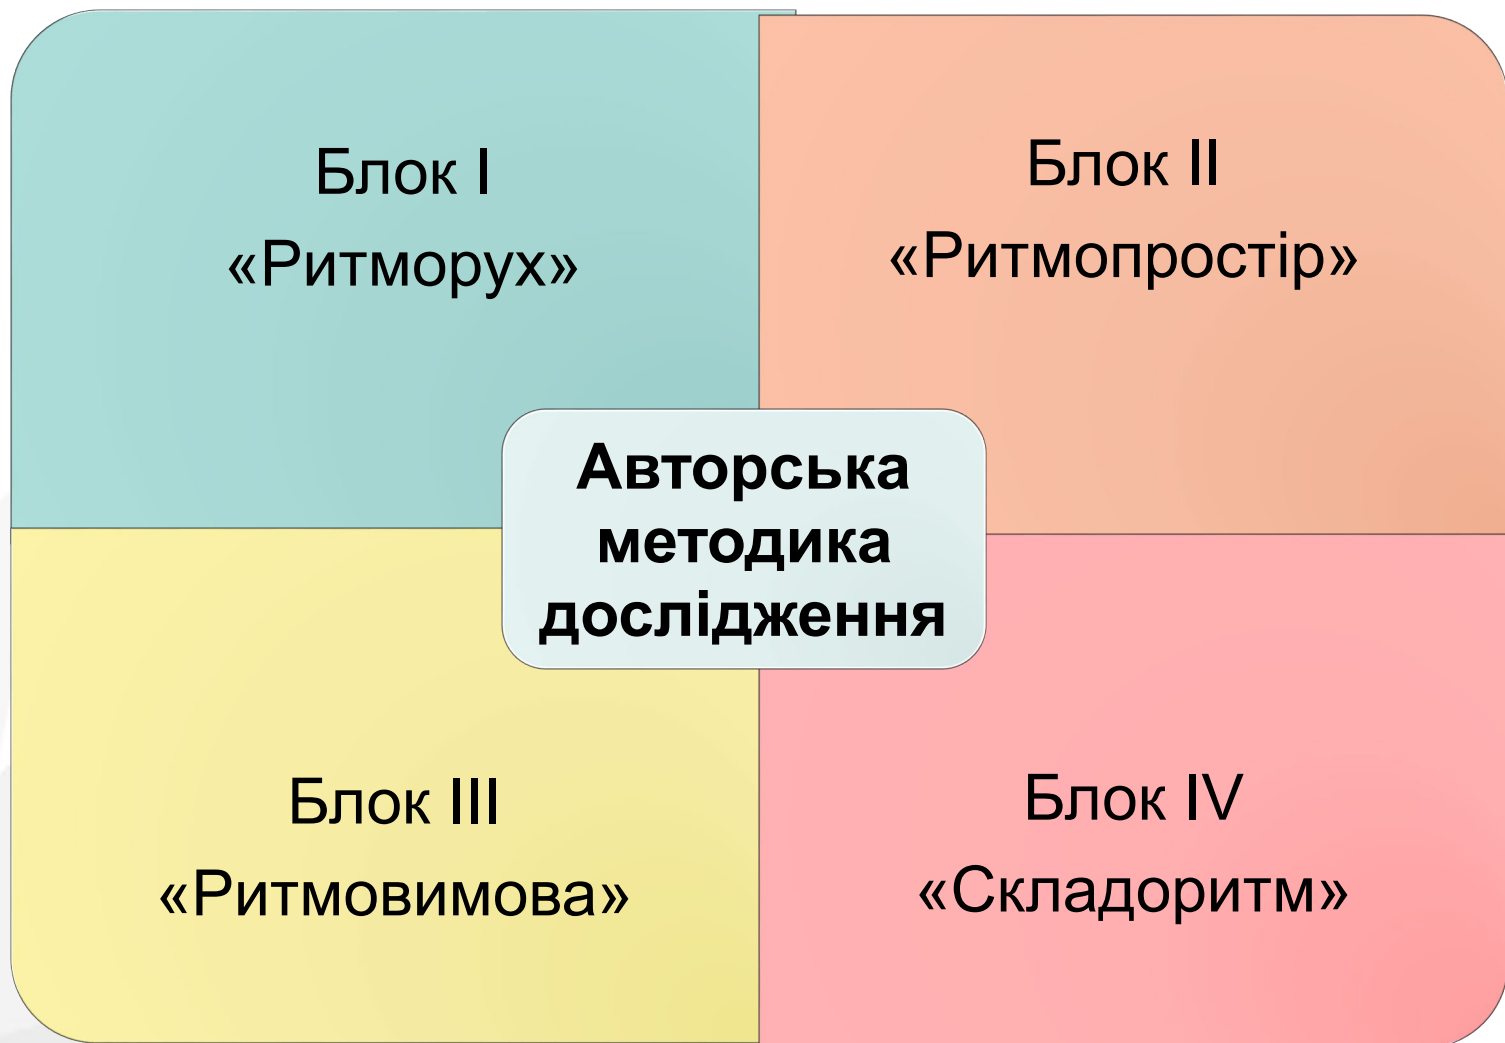 Блок I
«Ритморух»
Блок II
«Ритмопростір»
Авторська
методика
дослідження
Блок III
«Ритмовимова»
Блок IV
«Складоритм»